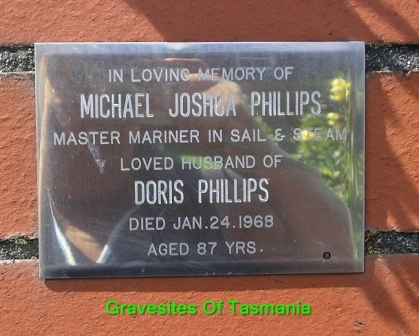 IN LOVING MEMORY OF
MICHAEL JOSHUA PHILLIPS
MASTER MARINER IN SAIL & STEAM
LOVED HUSBAND OF
DORIS PHILLIPS
DIED JAN.24.1968
AGED 87 YRS.
Gravesites Of Tasmania